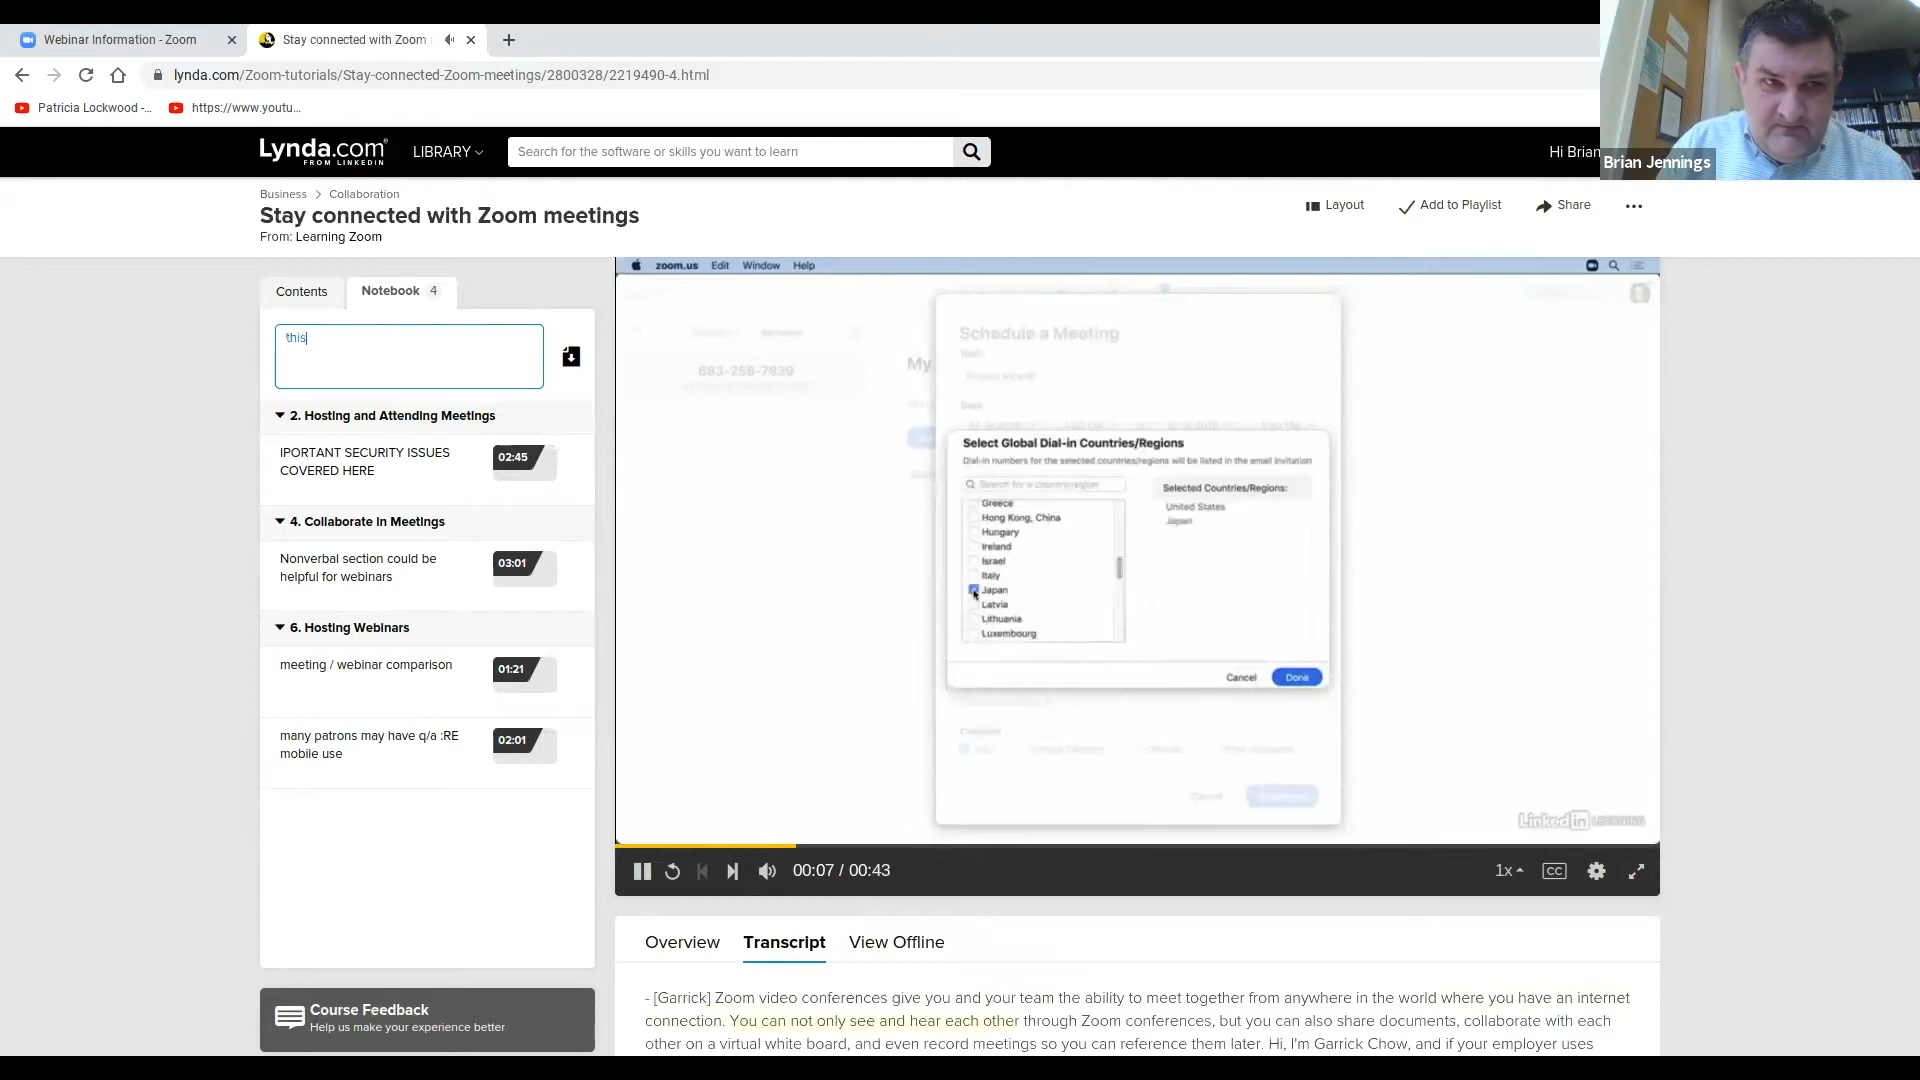 Webinar Information - Zoom
Stay connected with Zoom
lynda.com/Zoom-tutorials/Stay-connected-Zoom-meetings/2800328/2219490-4.html
Patricia Lockwood -...
https://www.youtu...
Lynda.com
FROM LINKEDIN
LIBRARY
Search for the software or skills you want to learn
Hi Brian
Brian Jennings
Business > Collaboration
Stay connected with Zoom meetings
From: Learning Zoom
Layout
Add to Playlist
Share
Contents
Notebook 4
this
2. Hosting and Attending Meetings
IPORTANT SECURITY ISSUES
COVERED HERE
02:45
4. Collaborate in Meetings
Nonverbal section could be
helpful for webinars
03:01
6. Hosting Webinars
meeting / webinar comparison
01:21
many patrons may have q/a :RE
mobile use
02:01
Course Feedback
Help us make your experience better
zoom.us Edit Window Help
683-258-7839
My
Schedule a Meeting
Select Global Dial-in Countries/Regions
Dial-in numbers for the selected countries/regions will be listed in the email invitation
Search for a country/region
Greece
Hong Kong, China
Hungary
Ireland
Israel
Italy
Japan
Latvia
Lithuania
Luxembourg
Selected Countries/Regions:
United States
Japan
Cancel
Done
Cancel
Linked in LEARNING
00:07 / 00:43
1x
CC
Overview
Transcript
View Offline
- [Garrick] Zoom video conferences give you and your team the ability to meet together from anywhere in the world where you have an internet
connection. You can not only see and hear each other through Zoom conferences, but you can also share documents, collaborate with each
other on a virtual white board, and even record meetings so you can reference them later. Hi, I'm Garrick Chow, and if your employer uses